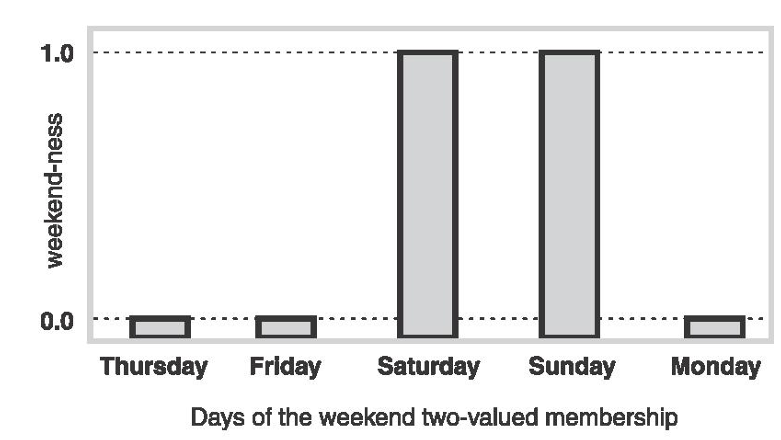 1.0
weekend-ness
0.0
Thursday Friday Saturday Sunday Monday
Days of the weekend two-valued membership